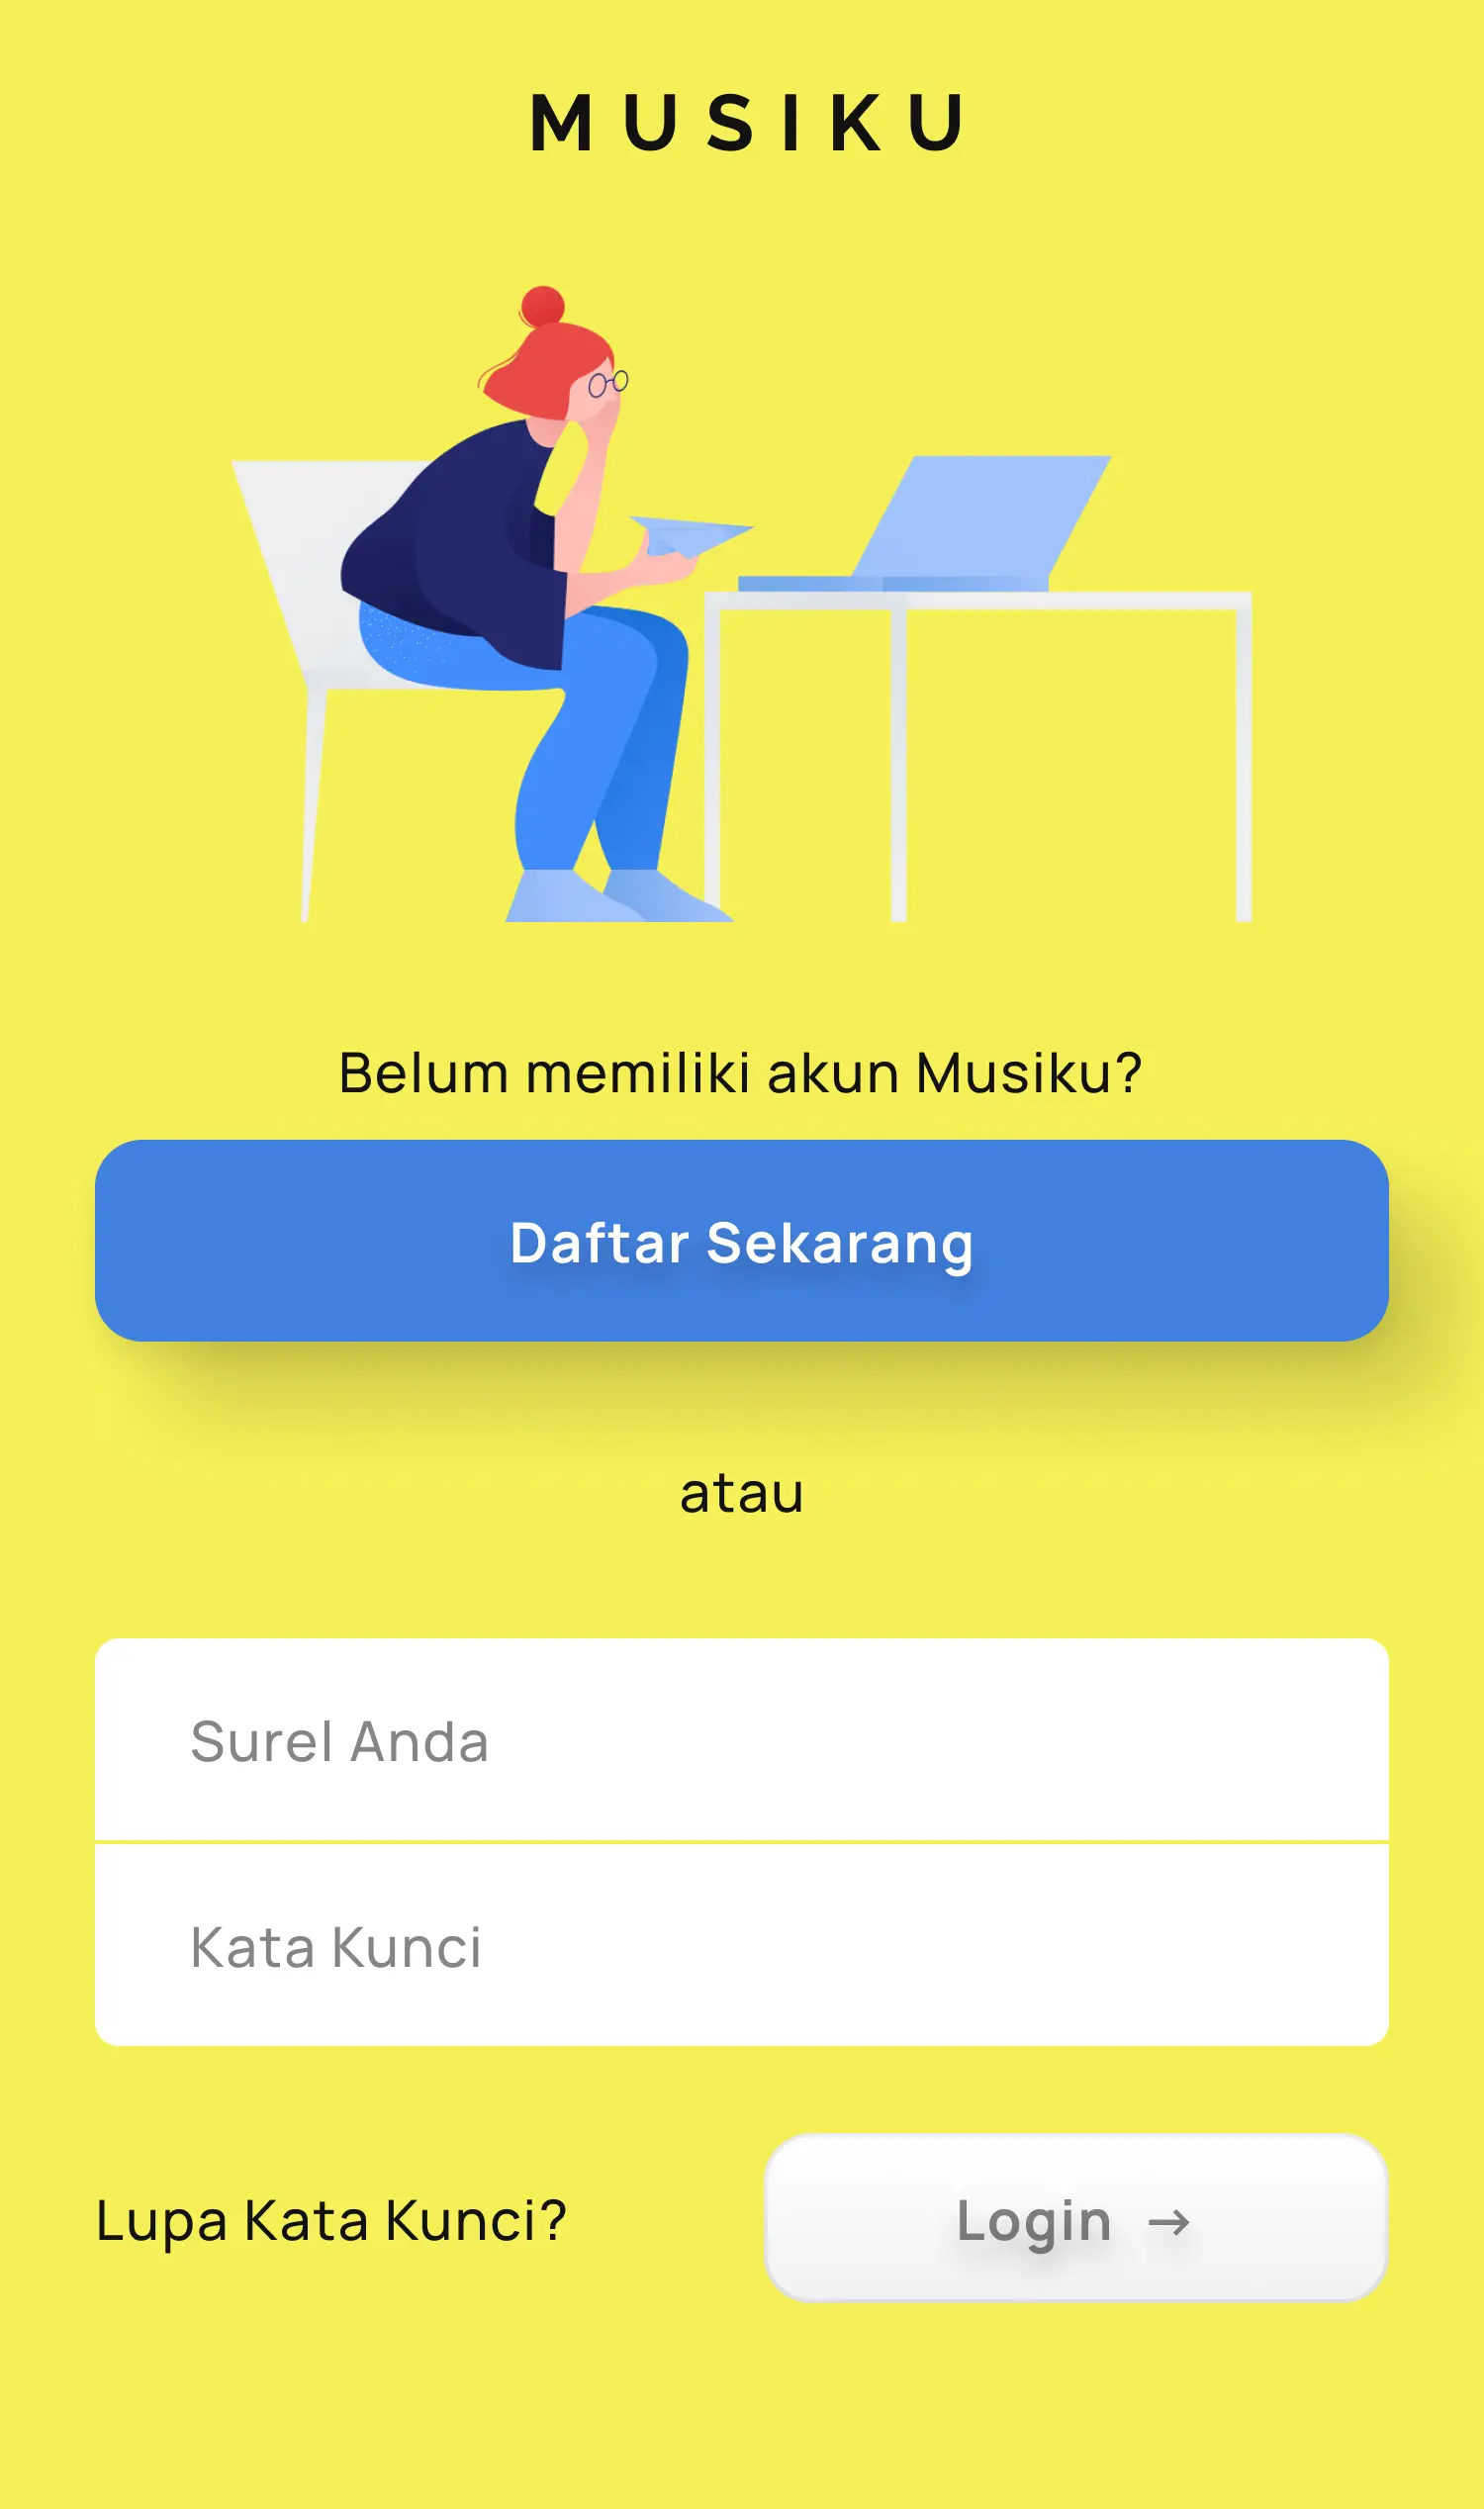 MUSIKU
Belum memiliki akun Musiku?
Daftar Sekarang
atau
Surel Anda
Kata Kunci
Lupa Kata Kunci?
Login →